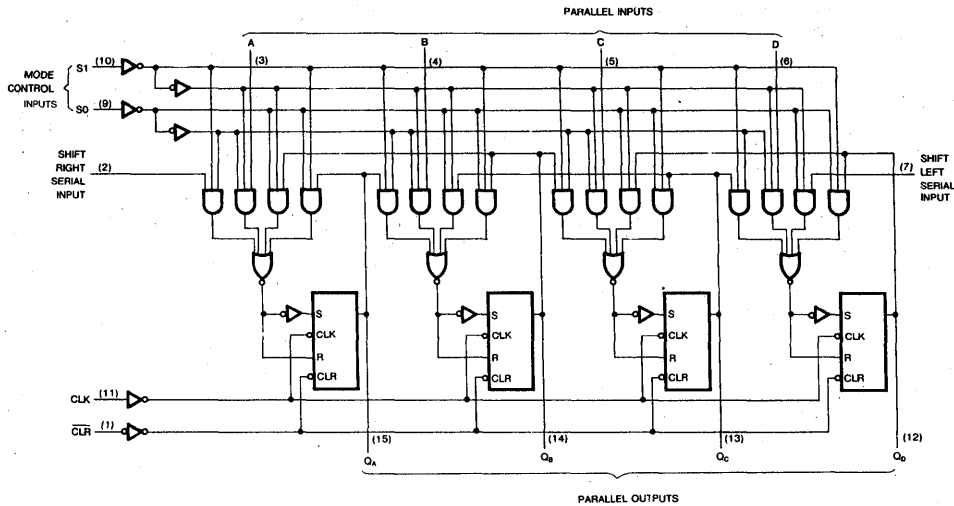 PARALLEL INPUTS
A B C D
S1 (10) (3) (4) (5) (6)
MODE
CONTROL
INPUTS
S0 (9)
SHIFT
RIGHT
SERIAL
INPUT
(2)
(7)
SHIFT
LEFT
SERIAL
INPUT
S S S S
CLK CLK CLK CLK
R R R R
CLR CLR CLR CLR
CLK (11)
CLR (1)
(15) (14) (13) (12)
QA QB QC QD
PARALLEL OUTPUTS